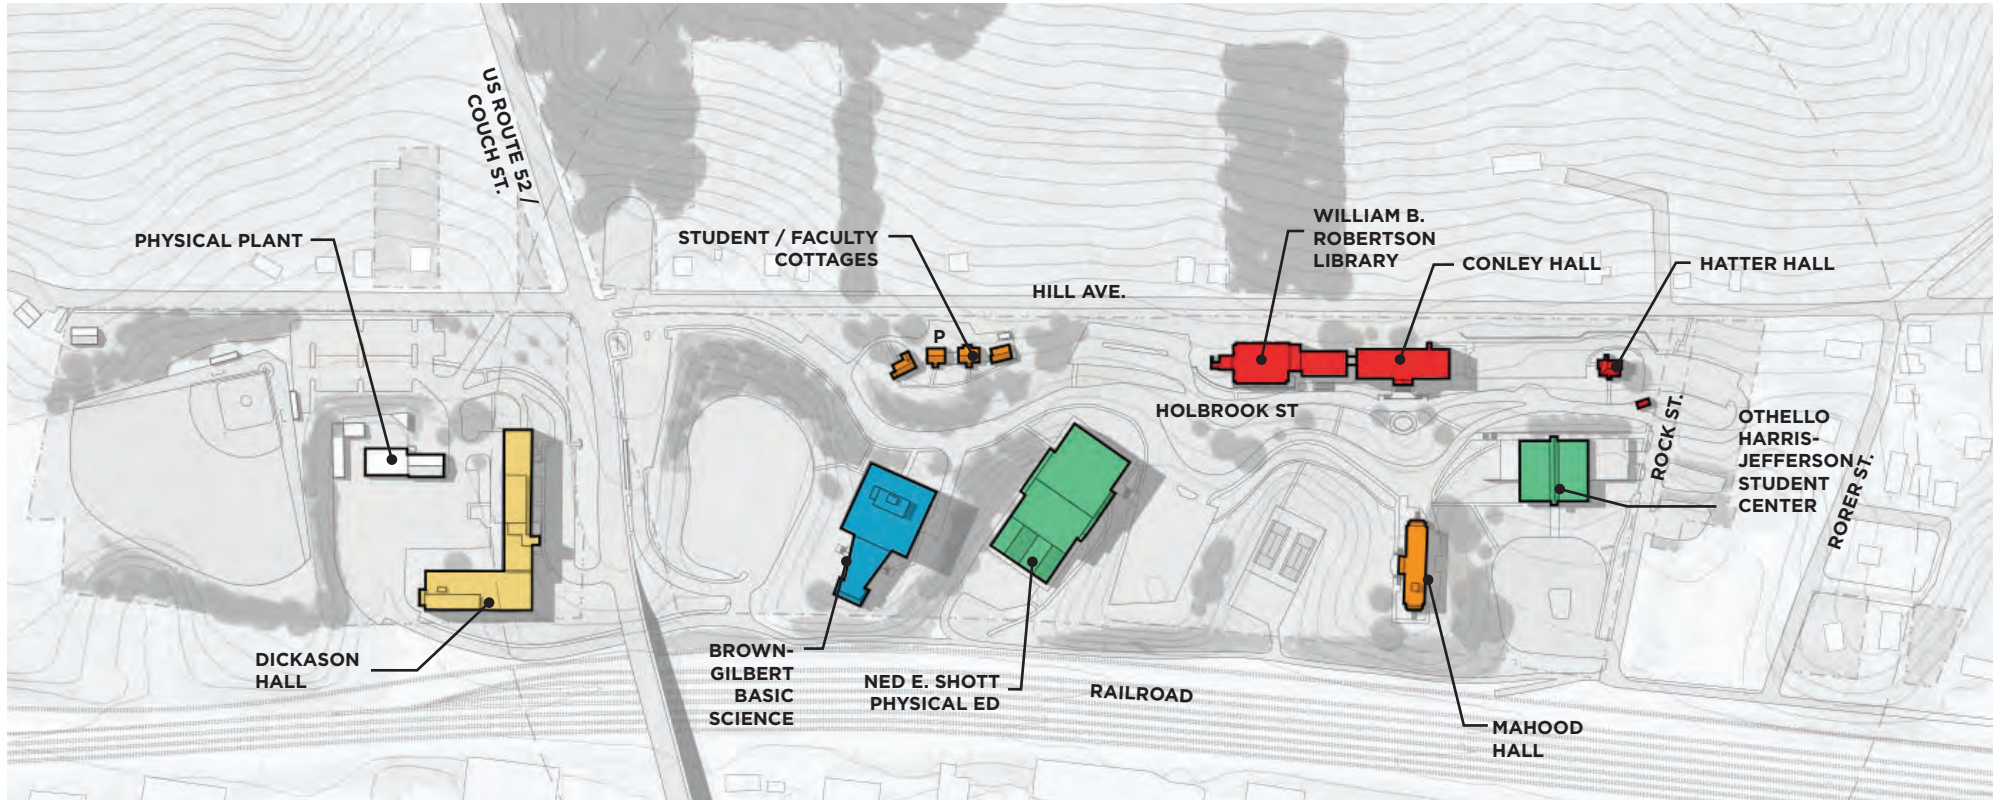 US ROUTE 52 /
COUCH ST.
PHYSICAL PLANT
STUDENT / FACULTY
COTTAGES
P
HILL AVE.
WILLIAM B.
ROBERTSON
LIBRARY
CONLEY HALL
HATTER HALL
HOLBROOK ST
ROCK ST.
OTHELLO
HARRIS-
JEFFERSON
STUDENT
CENTER
RORER ST.
DICKASON
HALL
BROWN-
GILBERT
BASIC
SCIENCE
NED E. SHOTT
PHYSICAL ED
RAILROAD
MAHOOD
HALL